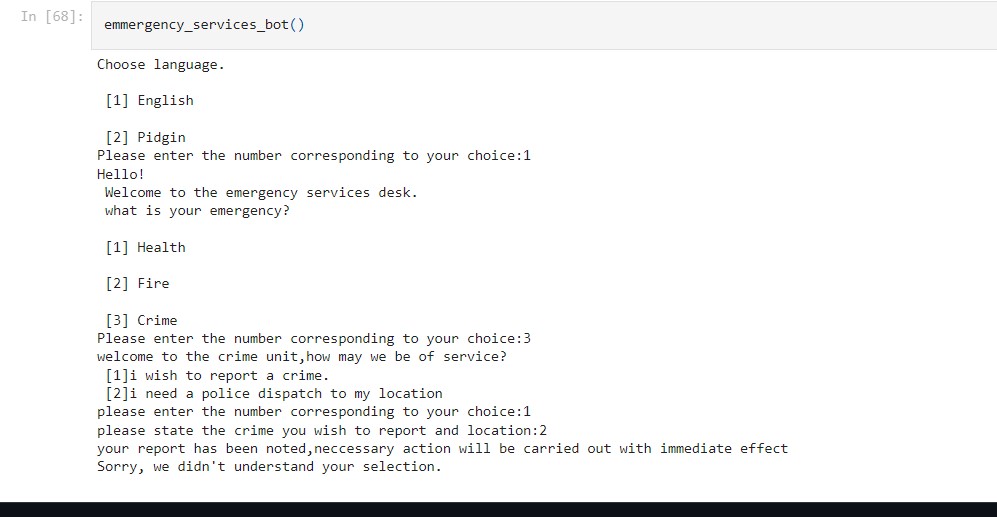 In [68]:
emmergency_services_bot()
Choose language.
[1] English
[2] Pidgin
Please enter the number corresponding to your choice:1
Hello!
Welcome to the emergency services desk.
what is your emergency?
[1] Health
[2] Fire
[3] Crime
Please enter the number corresponding to your choice:3
welcome to the crime unit,how may we be of service?
[1]i wish to report a crime.
[2]i need a police dispatch to my location
please enter the number corresponding to your choice:1
please state the crime you wish to report and location:2
your report has been noted,neccessary action will be carried out with immediate effect
Sorry, we didn't understand your selection.